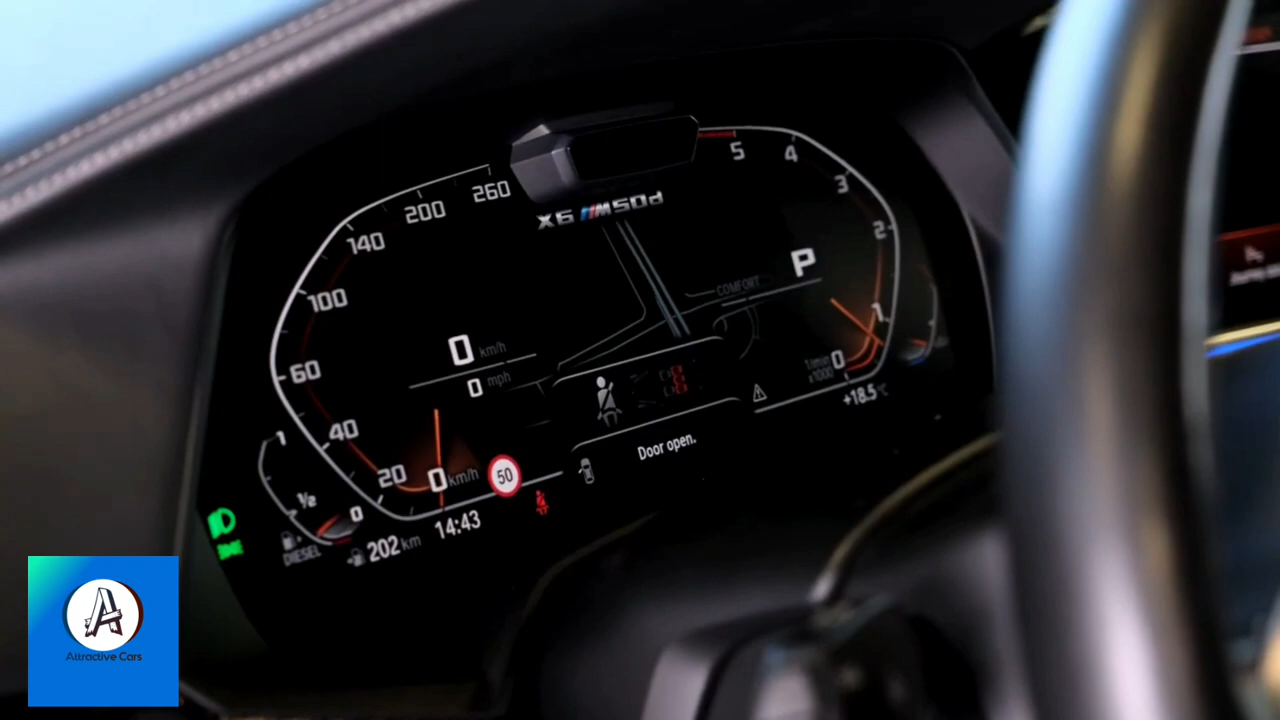 260
200
140
100
60
40
20
0 km/h
0 km/h
0 mph
X6 M50d
5
4
3
2
1
0
1/min
x1000
P
COMFORT
+18.5°C
Door open.
50
1
½
0
DIESEL
202 km
14:43
A
Attractive Cars